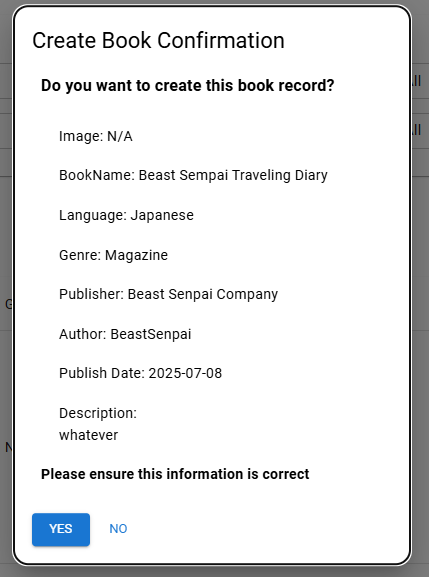 Create Book Confirmation
Do you want to create this book record?
Image: N/A
BookName: Beast Sempai Traveling Diary
Language: Japanese
Genre: Magazine
Publisher: Beast Senpai Company
Author: BeastSenpai
Publish Date: 2025-07-08
Description:
whatever
Please ensure this information is correct
YES
NO